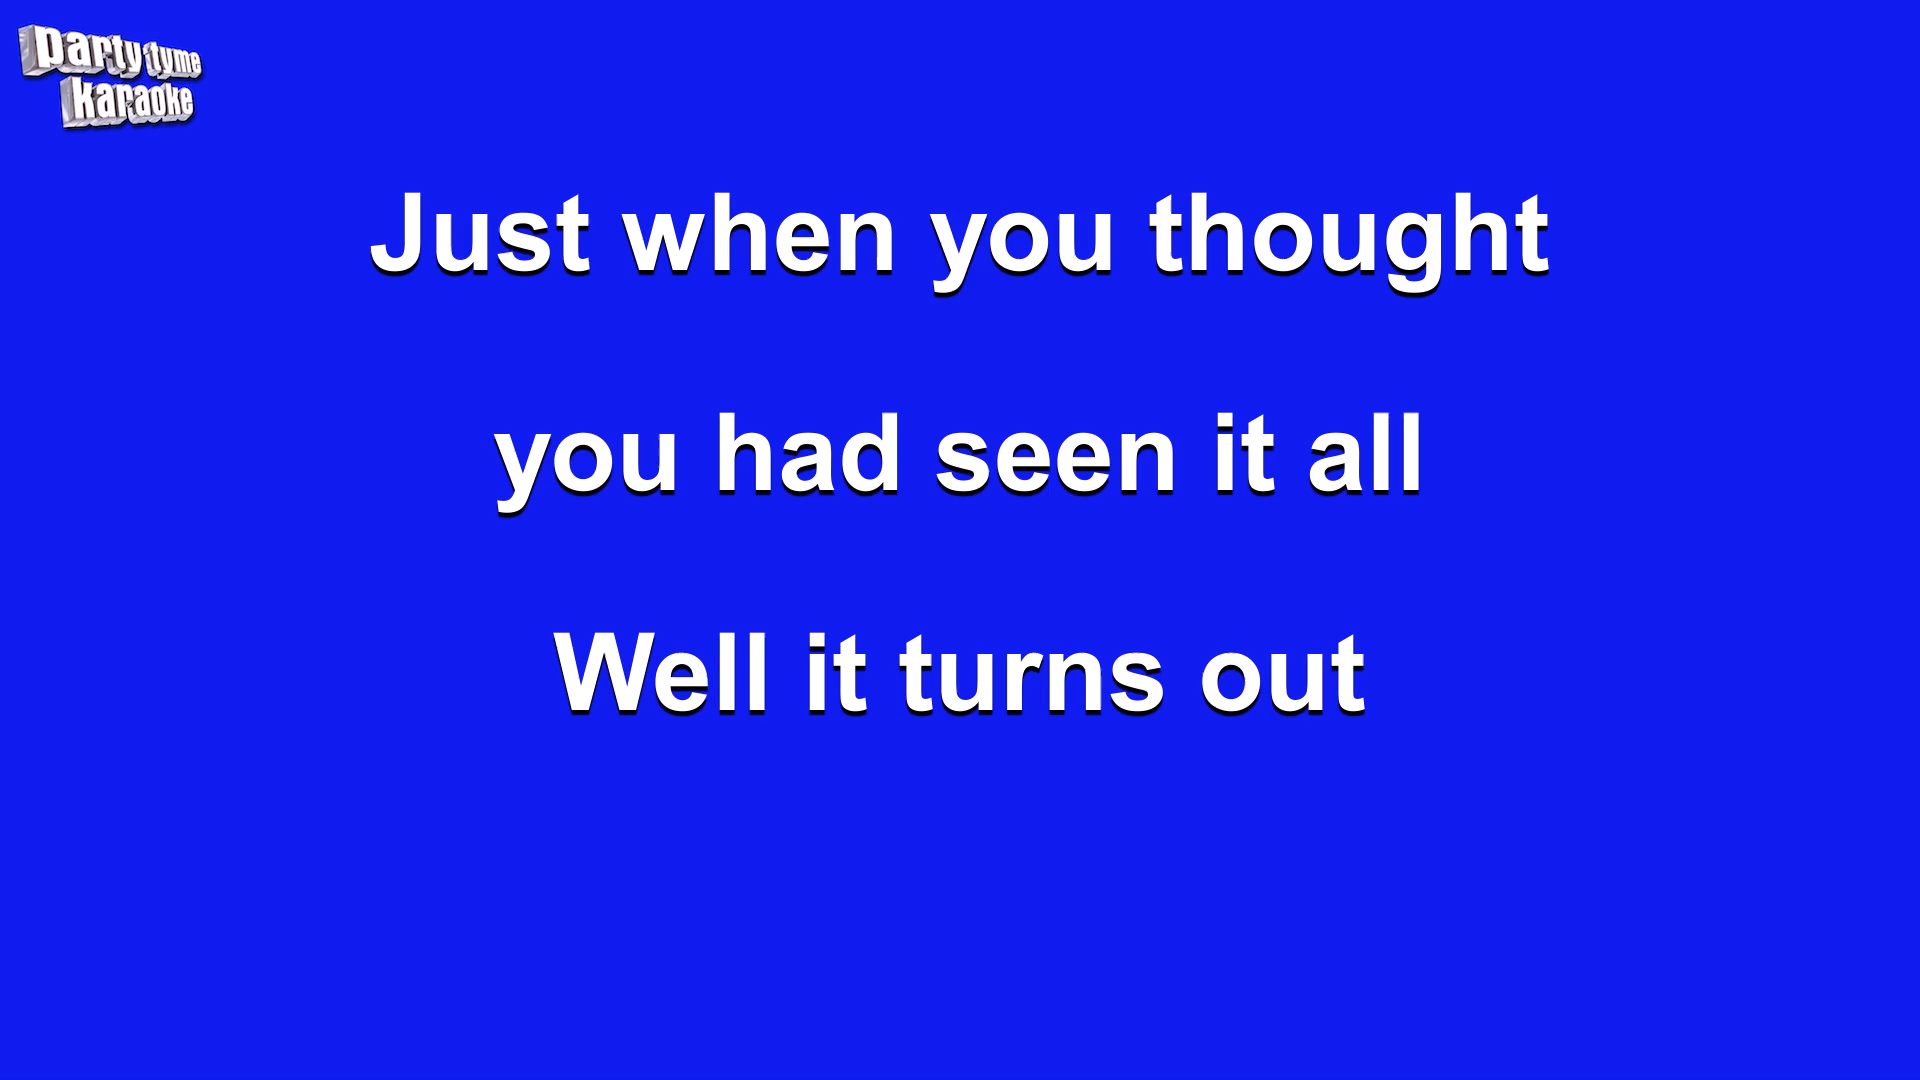 party tyme
karaoke
Just when you thought
you had seen it all
Well it turns out